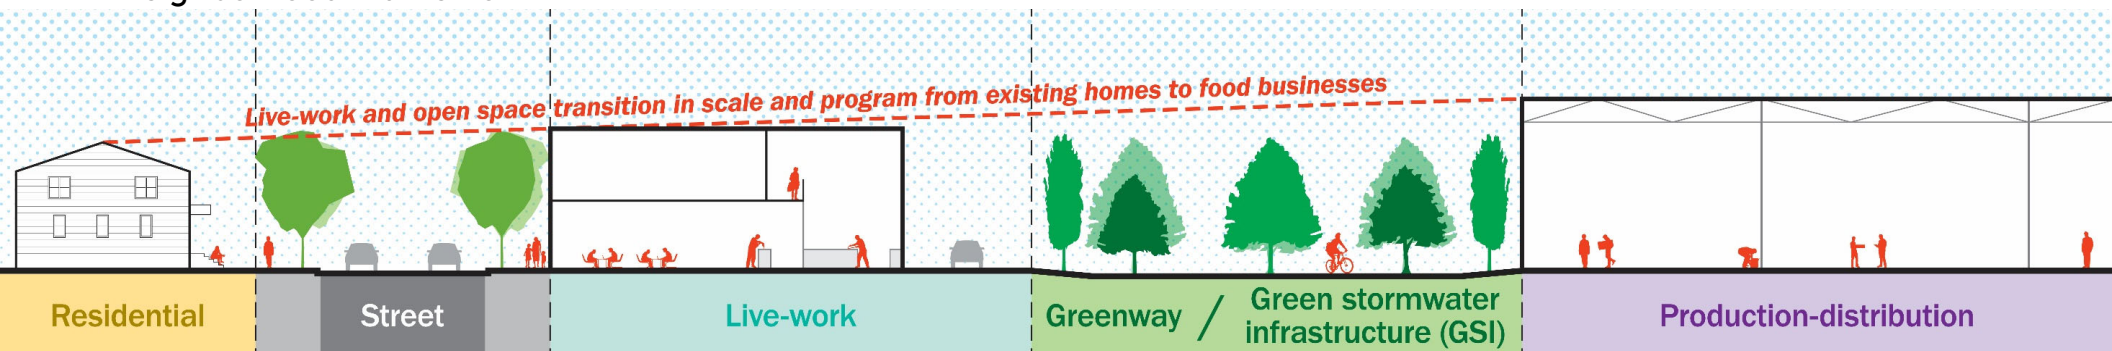 Live-work and open space transition in scale and program from existing homes to food businesses
Residential
Street
Live-work
Greenway /
Green stormwater
infrastructure (GSI)
Production-distribution